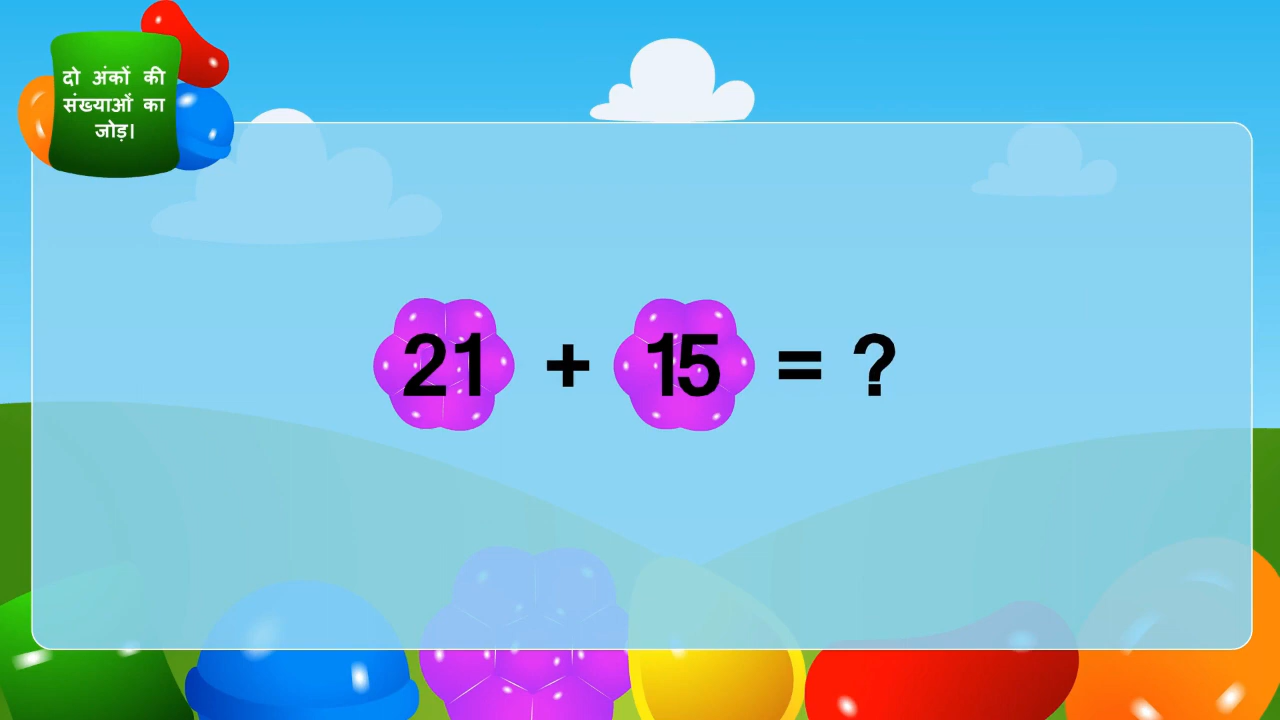 दो अंकों की
संख्याओं का
जोड़।
21 + 15 = ?